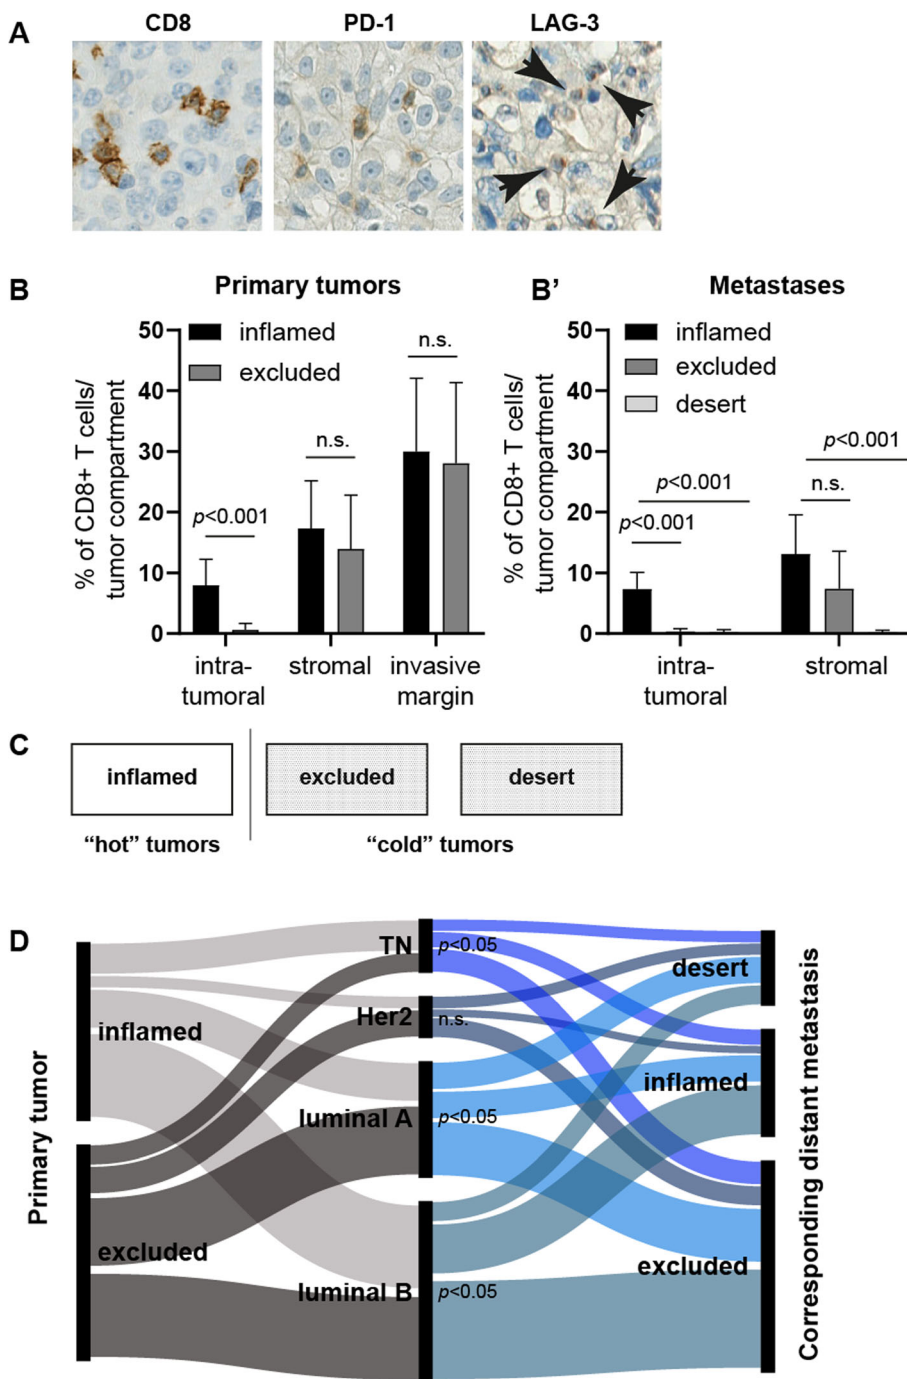 A
CD8
PD-1
LAG-3
B
Primary tumors
% of CD8+ T cells/
tumor compartment
50
40
30
20
10
0
inflamed
excluded
p<0.001
n.s.
n.s.
intra-
tumoral
stromal
invasive
margin
B’
Metastases
% of CD8+ T cells/
tumor compartment
50
40
30
20
10
0
inflamed
excluded
desert
p<0.001
p<0.001
p<0.001
n.s.
intra-
tumoral
stromal
C
inflamed
excluded
desert
“hot” tumors
“cold” tumors
D
Primary tumor
inflamed
excluded
TN
p<0.05
Her2
n.s.
luminal A
p<0.05
luminal B
p<0.05
desert
inflamed
excluded
Corresponding distant metastasis